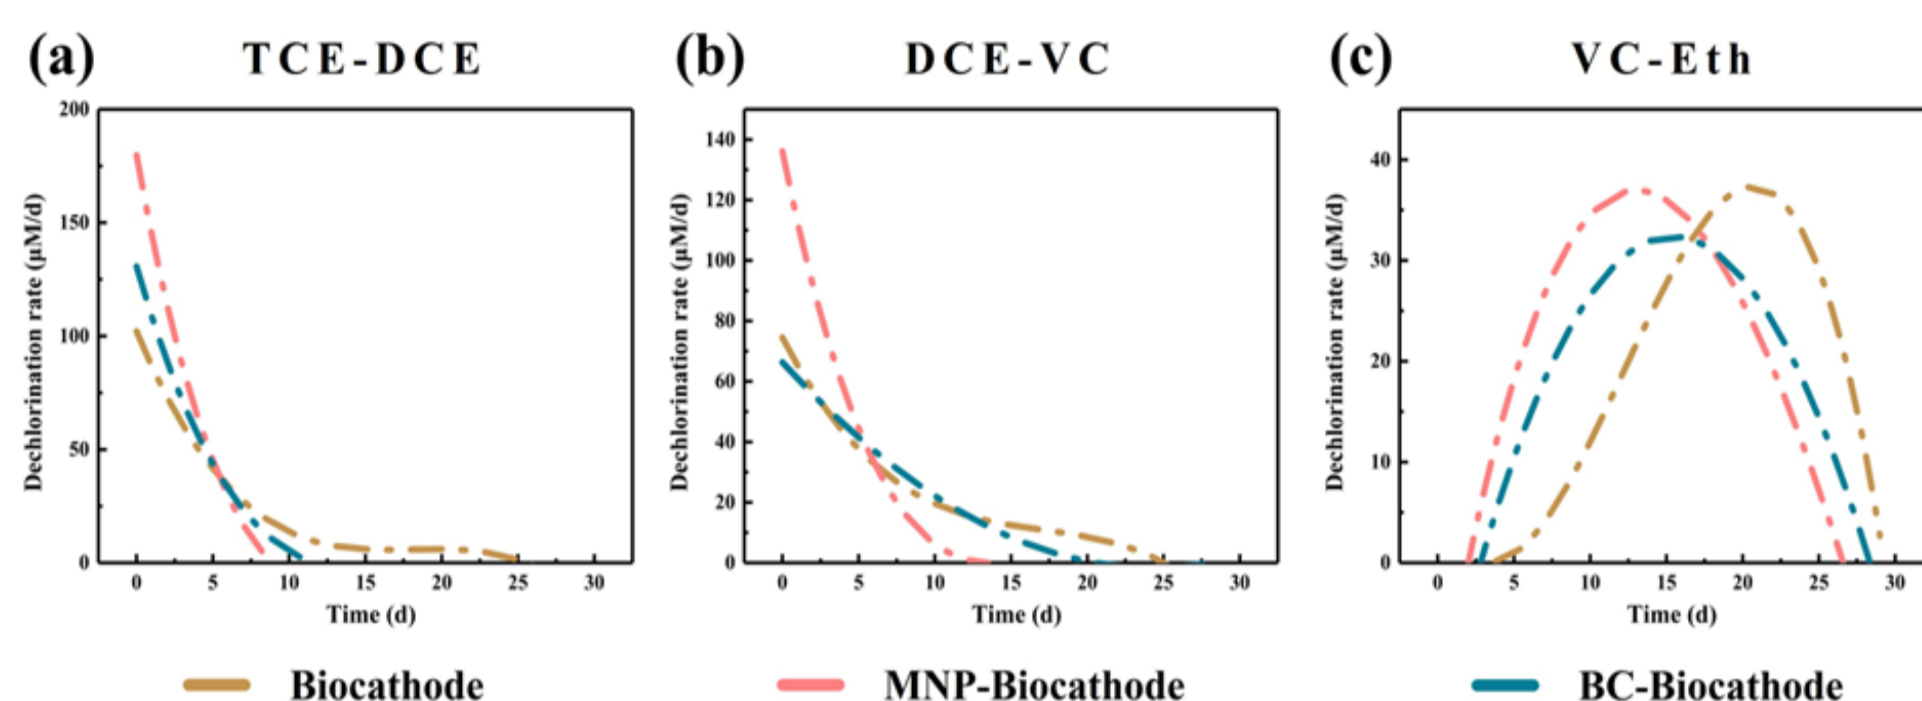 (a) TCE-DCE
Dechlorination rate (μM/d)
200
150
100
50
0
0 5 10 15 20 25 30
Time (d)
(b) DCE-VC
Dechlorination rate (μM/d)
140
120
100
80
60
40
20
0
0 5 10 15 20 25 30
Time (d)
(c) VC-Eth
Dechlorination rate (μM/d)
40
30
20
10
0
0 5 10 15 20 25 30
Time (d)
Biocathode MNP-Biocathode BC-Biocathode